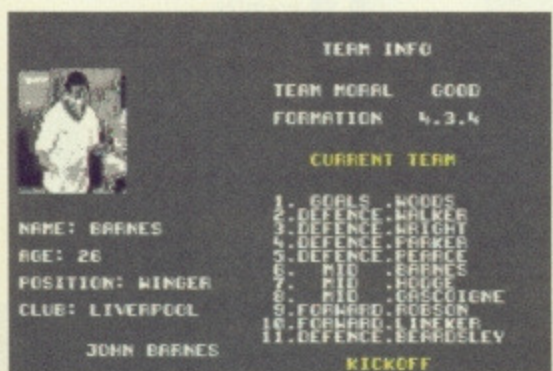 TEAM INFO
TEAM MORAL GOOD
FORMATION 4.3.4
CURRENT TEAM
1. GOALS .WOODS
2.DEFENCE.WALKER
3.DEFENCE.WRIGHT
4.DEFENCE.PARKER
5.DEFENCE.PEARCE
6. MID .BARNES
7. MID .HODGE
8. MID .GASCOIGNE
9.FORWARD.ROBSON
10.FORWARD.LINEKER
11.DEFENCE.BEARDSLEY
KICKOFF
NAME: BARNES
AGE: 26
POSITION: WINGER
CLUB: LIVERPOOL
JOHN BARNES